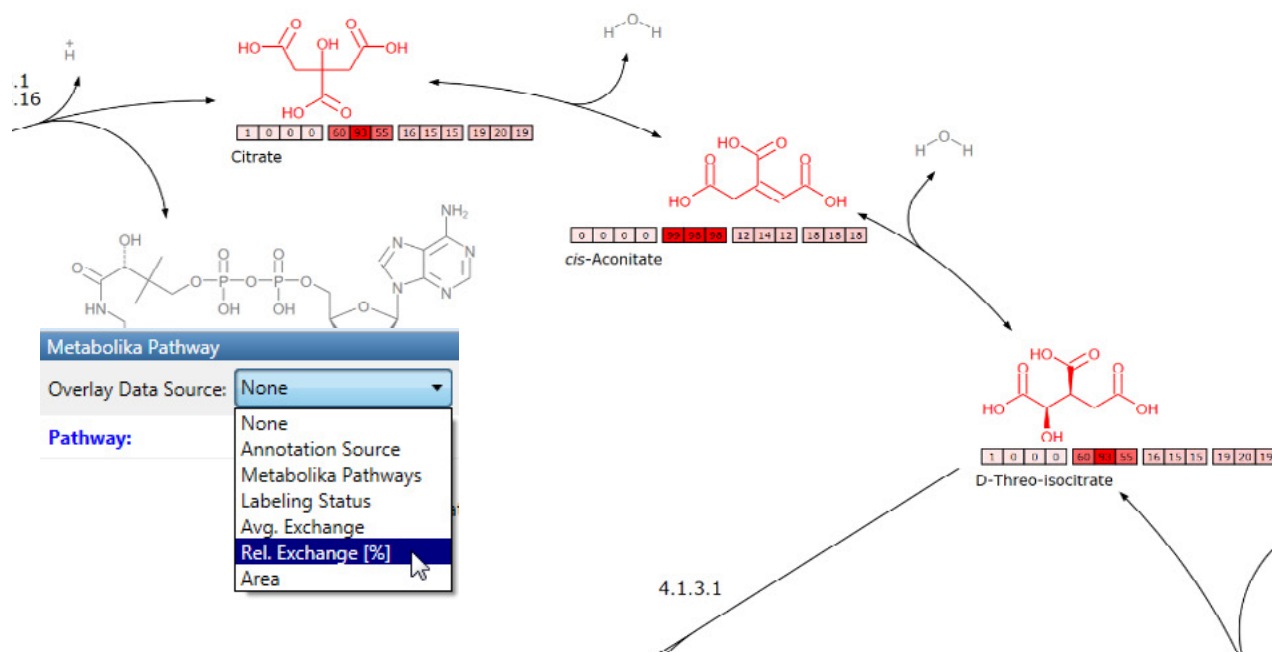 H
+
H O H
.1
.16
HO O OH O OH
HO O
1 0 0 0 60 93 55 16 15 15 19 20 19
Citrate
HO O
O O
HO OH
0 0 0 0 99 98 98 12 14 12 18 18 18
cis-Aconitate
H O H
NH₂
N N
N N
OH
O O O
O P O P O O
OH OH
HN
Metabolika Pathway
Overlay Data Source: None
Pathway:
None
Annotation Source
Metabolika Pathways
Labeling Status
Avg. Exchange
Rel. Exchange [%]
Area
HO O
O O
HO OH
OH
1 0 0 0 60 93 55 16 15 15 19 20 19
D-Threo-isocitrate
4.1.3.1